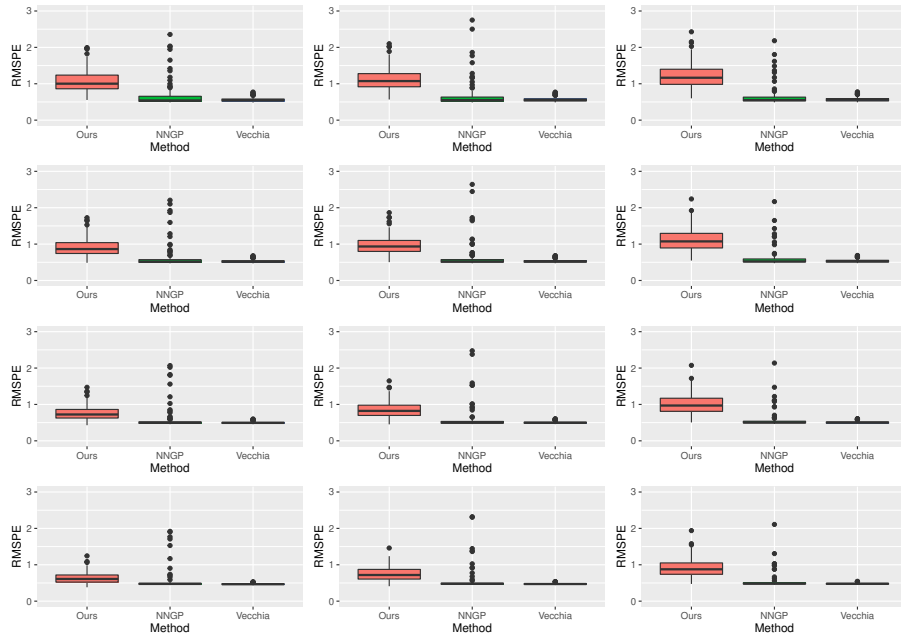 3
2
1
0
RMSPE
Ours NNGP Vecchia
Method
3
2
1
0
RMSPE
Ours NNGP Vecchia
Method
3
2
1
0
RMSPE
Ours NNGP Vecchia
Method
3
2
1
0
RMSPE
Ours NNGP Vecchia
Method
3
2
1
0
RMSPE
Ours NNGP Vecchia
Method
3
2
1
0
RMSPE
Ours NNGP Vecchia
Method
3
2
1
0
RMSPE
Ours NNGP Vecchia
Method
3
2
1
0
RMSPE
Ours NNGP Vecchia
Method
3
2
1
0
RMSPE
Ours NNGP Vecchia
Method
3
2
1
0
RMSPE
Ours NNGP Vecchia
Method
3
2
1
0
RMSPE
Ours NNGP Vecchia
Method
3
2
1
0
RMSPE
Ours NNGP Vecchia
Method